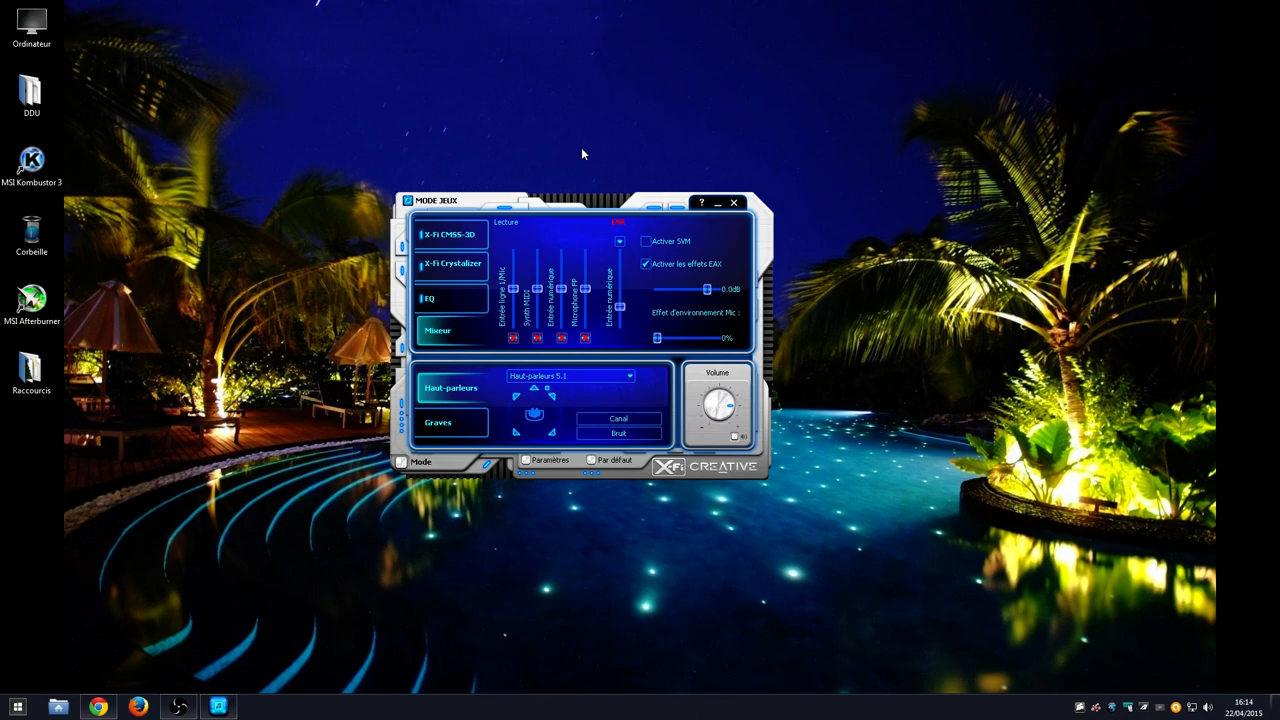 Ordinateur
DDU
MSI Kombustor 3
Corbeille
MSI Afterburner
Raccourcis
MODE JEUX
?
X-Fi CMSS-3D
X-Fi Crystalizer
EQ
Mixeur
Lecture
Entrée ligne 1/Mic
Synth MIDI
Entrée numérique
Microphone FP
Entrée numérique
Activer SVM
Activer les effets EAX
0.0dB
Effet d'environnement Mic :
0%
Haut-parleurs
Graves
Haut-parleurs 5.1
Canal
Bruit
Volume
Mode
Paramètres
Par défaut
X-Fi CREATIVE
16:14
22/04/2015